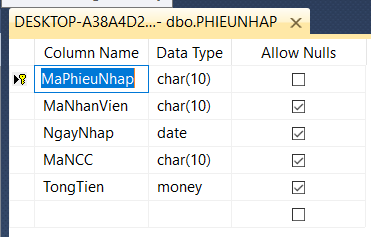 DESKTOP-A38A4D2...- dbo.PHIEUNHAP
Column Name Data Type Allow Nulls
MaPhieuNhap char(10)
MaNhanVien char(10)
NgayNhap date
MaNCC char(10)
TongTien money